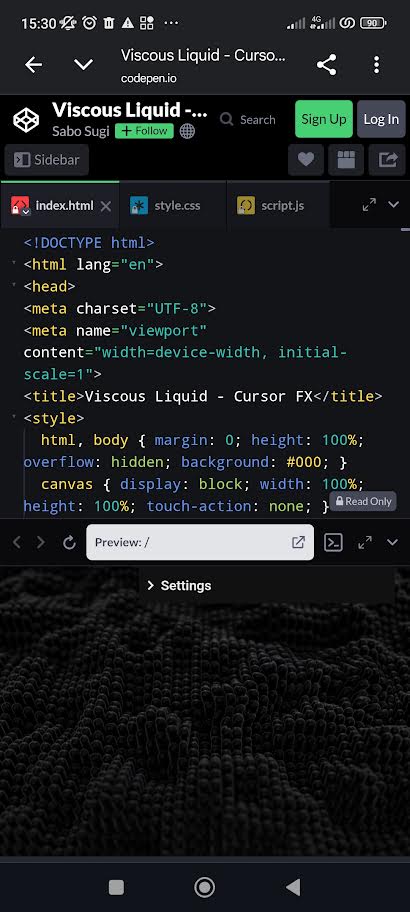 15:30
4G
90
Viscous Liquid - Curso...
codepen.io
Viscous Liquid -...
Sabo Sugi + Follow
Search
Sign Up
Log In
Sidebar
index.html
style.css
script.js
<!DOCTYPE html>
<html lang="en">
<head>
<meta charset="UTF-8">
<meta name="viewport"
content="width=device-width, initial-
scale=1">
<title>Viscous Liquid - Cursor FX</title>
<style>
html, body { margin: 0; height: 100%;
overflow: hidden; background: #000; }
canvas { display: block; width: 100%;
height: 100%; touch-action: none; }
Read Only
Preview: /
Settings